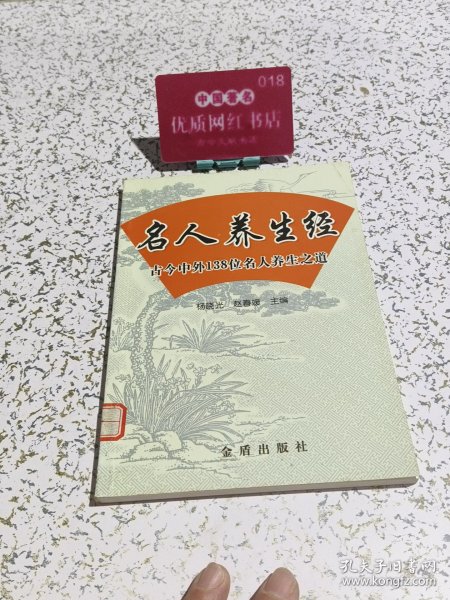 018
中国著名
优质网红书店
名人养生经
古今中外138位名人养生之道
杨晓光 赵春媛 主编
金盾出版社
孔夫子旧书网
www.kongfz.com